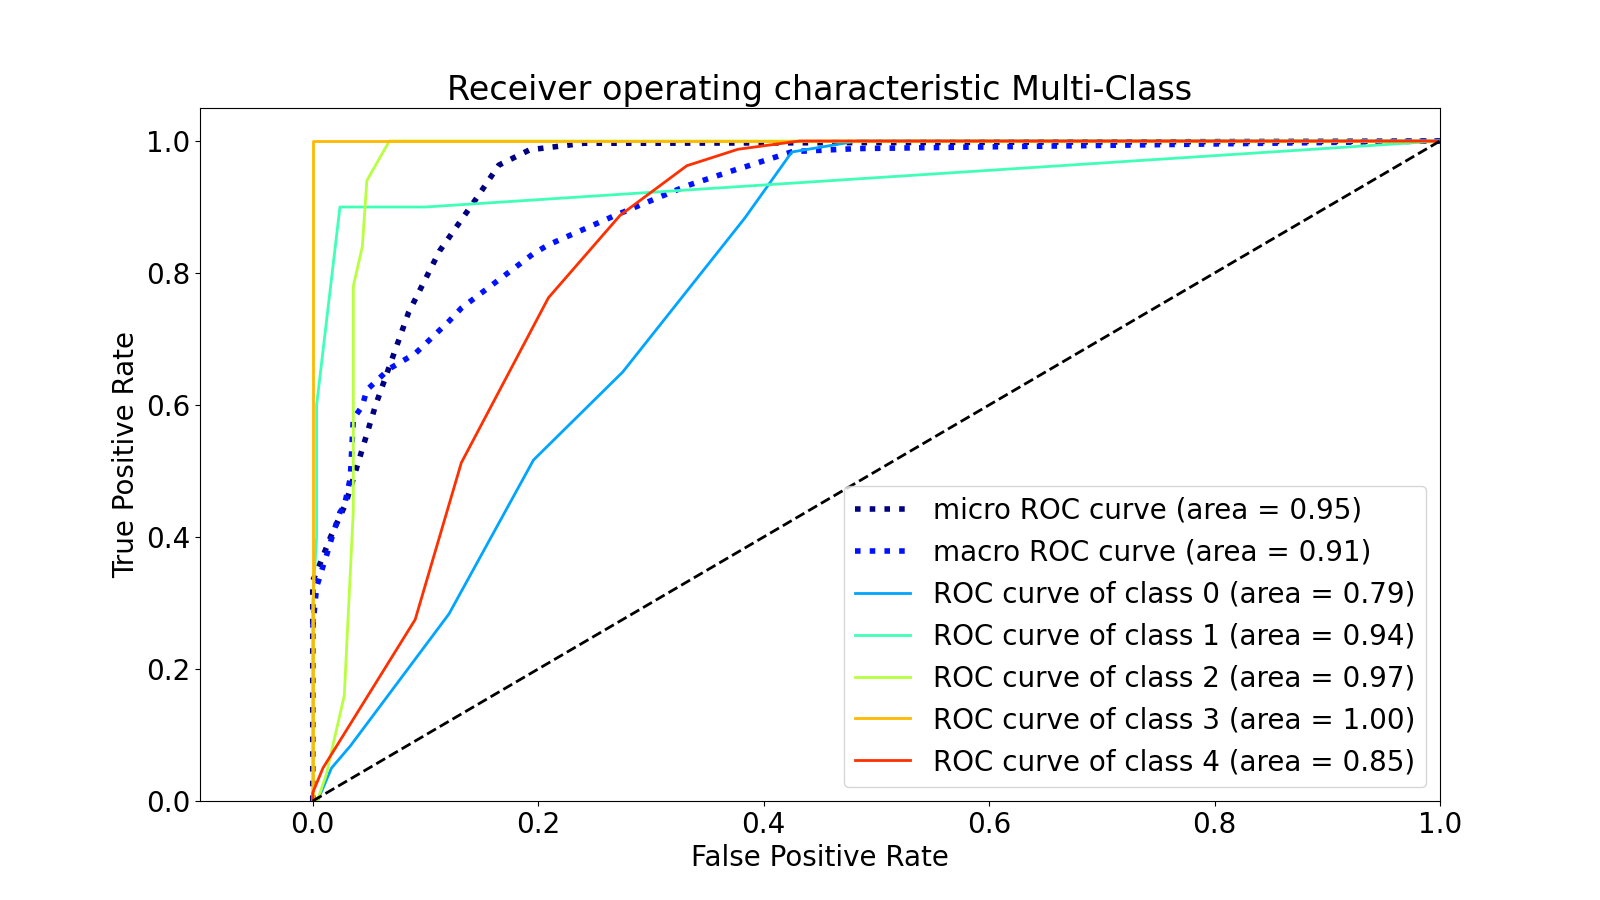 Receiver operating characteristic Multi-Class
1.0
0.8
0.6
0.4
0.2
0.0
True Positive Rate
micro ROC curve (area = 0.95)
macro ROC curve (area = 0.91)
ROC curve of class 0 (area = 0.79)
ROC curve of class 1 (area = 0.94)
ROC curve of class 2 (area = 0.97)
ROC curve of class 3 (area = 1.00)
ROC curve of class 4 (area = 0.85)
0.0 0.2 0.4 0.6 0.8 1.0
False Positive Rate